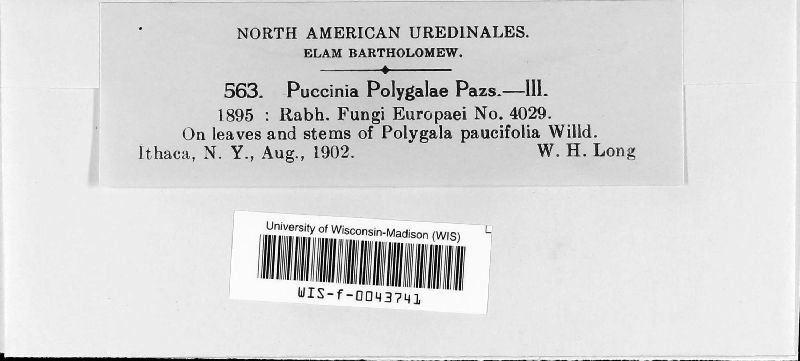 NORTH AMERICAN UREDINALES.
ELAM BARTHOLOMEW.
563. Puccinia Polygalae Pazs.—III.
1895 : Rabh. Fungi Europaei No. 4029.
On leaves and stems of Polygala paucifolia Willd.
Ithaca, N. Y., Aug., 1902. W. H. Long
University of Wisconsin-Madison (WIS)
WIS-f-0043741